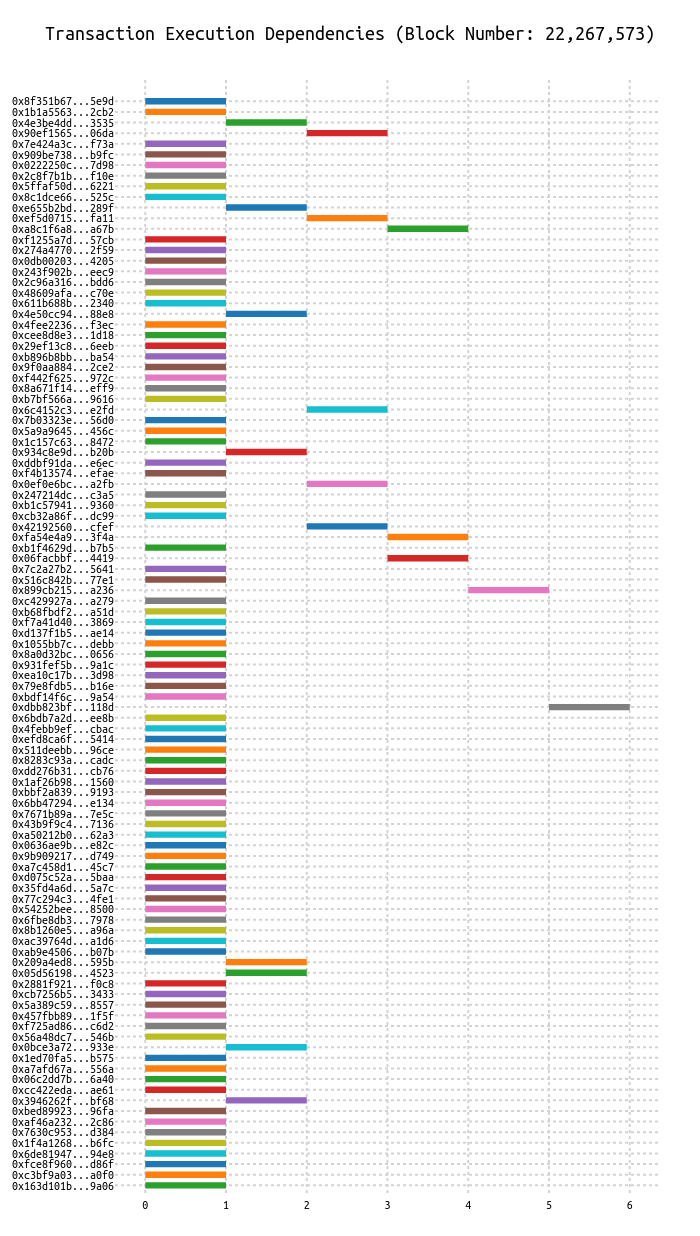 Transaction Execution Dependencies (Block Number: 22,267,573)
0x8f351b67...5e9d
0x1b1a5563...2cb2
0x4e3be4dd...3535
0x90ef1565...06da
0x7e424a3c...f73a
0x909be738...b9fc
0x0222250c...7d98
0x2c8f7b1b...f10e
0x5ffaf50d...6221
0x8c1dce66...525c
0xe655b2bd...289f
0xef5d0715...fa11
0xa8c1f6a8...a67b
0xf1255a7d...57cb
0x274a4770...2f59
0x0db00203...4205
0x243f902b...eec9
0x2c96a316...bdd6
0x48609afa...c70e
0x611b688b...2340
0x4e50cc94...88e8
0x4fee2236...f3ec
0xcee8d8e3...1d18
0x29ef13c8...6eeb
0xb896b8bb...ba54
0x9f0aa884...2ce2
0xf442f625...972c
0x8a671f14...eff9
0xb7bf566a...9616
0x6c4152c3...e2fd
0x7b03323e...56d0
0x5a9a9645...456c
0x1c157c63...8472
0x934c8e9d...b20b
0xddbf91da...e6ec
0xf4b13574...efae
0x0ef0e6bc...a2fb
0x247214dc...c3a5
0xb1c57941...9360
0xcb32a86f...dc99
0x42192560...cfef
0xfa54e4a9...3f4a
0xb1f4629d...b7b5
0x06facbbf...4419
0x7c2a27b2...5641
0x516c842b...77e1
0x899cb215...a236
0xc429927a...a279
0xb68fbdf2...a51d
0xf7a41d40...3869
0xd137f1b5...ae14
0x1055bb7c...debb
0x8a0d32bc...0656
0x931fef5b...9a1c
0xea10c17b...3d98
0x79e8fdb5...b16e
0xbdf14f6c...9a54
0xdbb823bf...118d
0x6bdb7a2d...ee8b
0x4febb9ef...cbac
0xefd8ca6f...5414
0x511deebb...96ce
0x8283c93a...cadc
0xdd276b31...cb76
0x1af26b98...1560
0xbbf2a839...9193
0x6bb47294...e134
0x7671b89a...7e5c
0x43b9f9c4...7136
0xa50212b0...62a3
0x0636ae9b...e82c
0x9b909217...d749
0xa7c458d1...45c7
0xd075c52a...5baa
0x35fd4a6d...5a7c
0x77c294c3...4fe1
0x54252bee...8500
0x6fbe8db3...7978
0x8b1260e5...a96a
0xac39764d...a1d6
0xab9e4506...b07b
0x209a4ed8...595b
0x05d56198...4523
0x2881f921...f0c8
0xcb7256b5...3433
0x5a389c59...8557
0x457fbb89...1f5f
0xf725ad86...c6d2
0x56a48dc7...546b
0x0bce3a72...933e
0x1ed70fa5...b575
0xa7afd67a...556a
0x06c2dd7b...6a40
0xcc422eda...ae61
0x3946262f...bf68
0xbed89923...96fa
0xaf46a232...2c86
0x7630c953...d384
0x1f4a1268...b6fc
0x6de81947...94e8
0xfce8f960...d86f
0xc3bf9a03...a0f0
0x163d101b...9a06
0 1 2 3 4 5 6